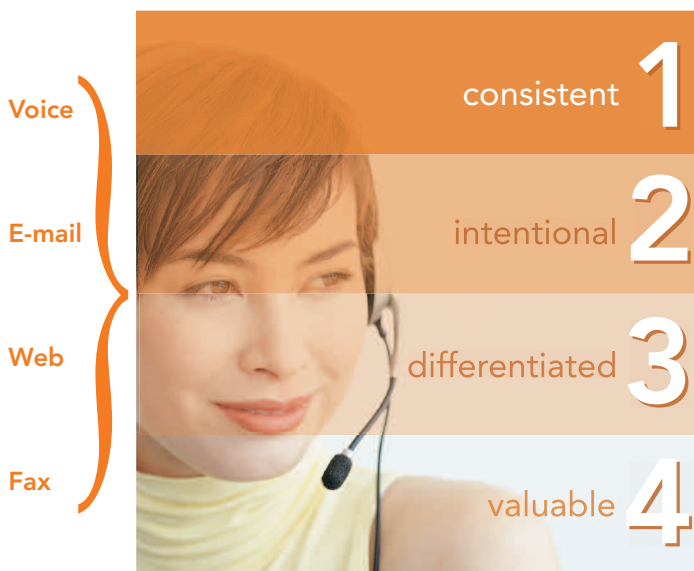 Voice
E-mail
Web
Fax
consistent 1
intentional 2
differentiated 3
valuable 4